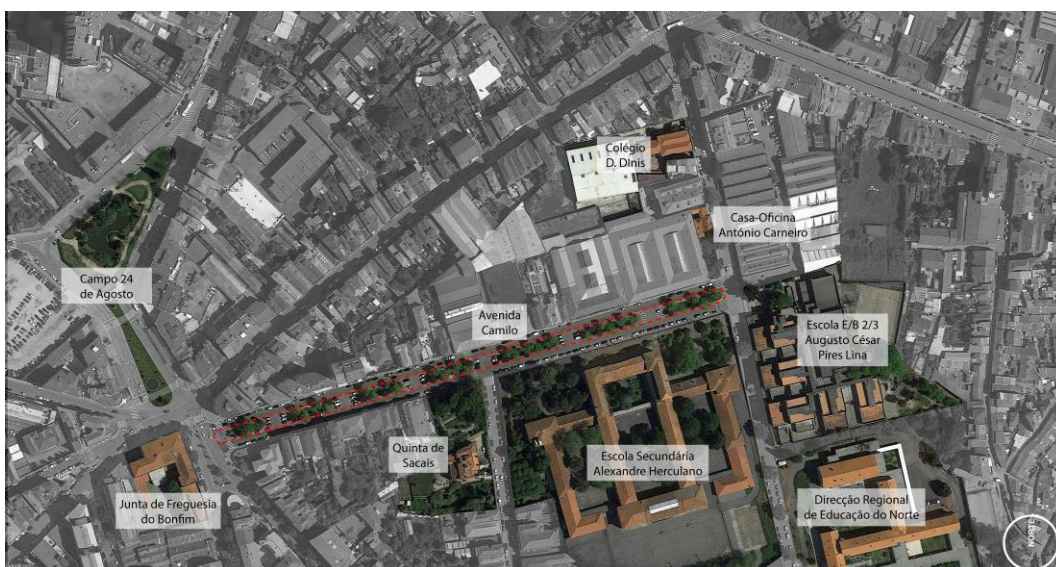 Colégio
D. DInis
Casa-Oficina
António Carneiro
Campo 24
de Agosto
Avenida
Camilo
Escola E/B 2/3
Augusto César
Pires Lina
Quinta de
Sacais
Escola Secundária
Alexandre Herculano
Junta de Freguesia
do Bonfim
Direcção Regional
de Educação do Norte
NORTE